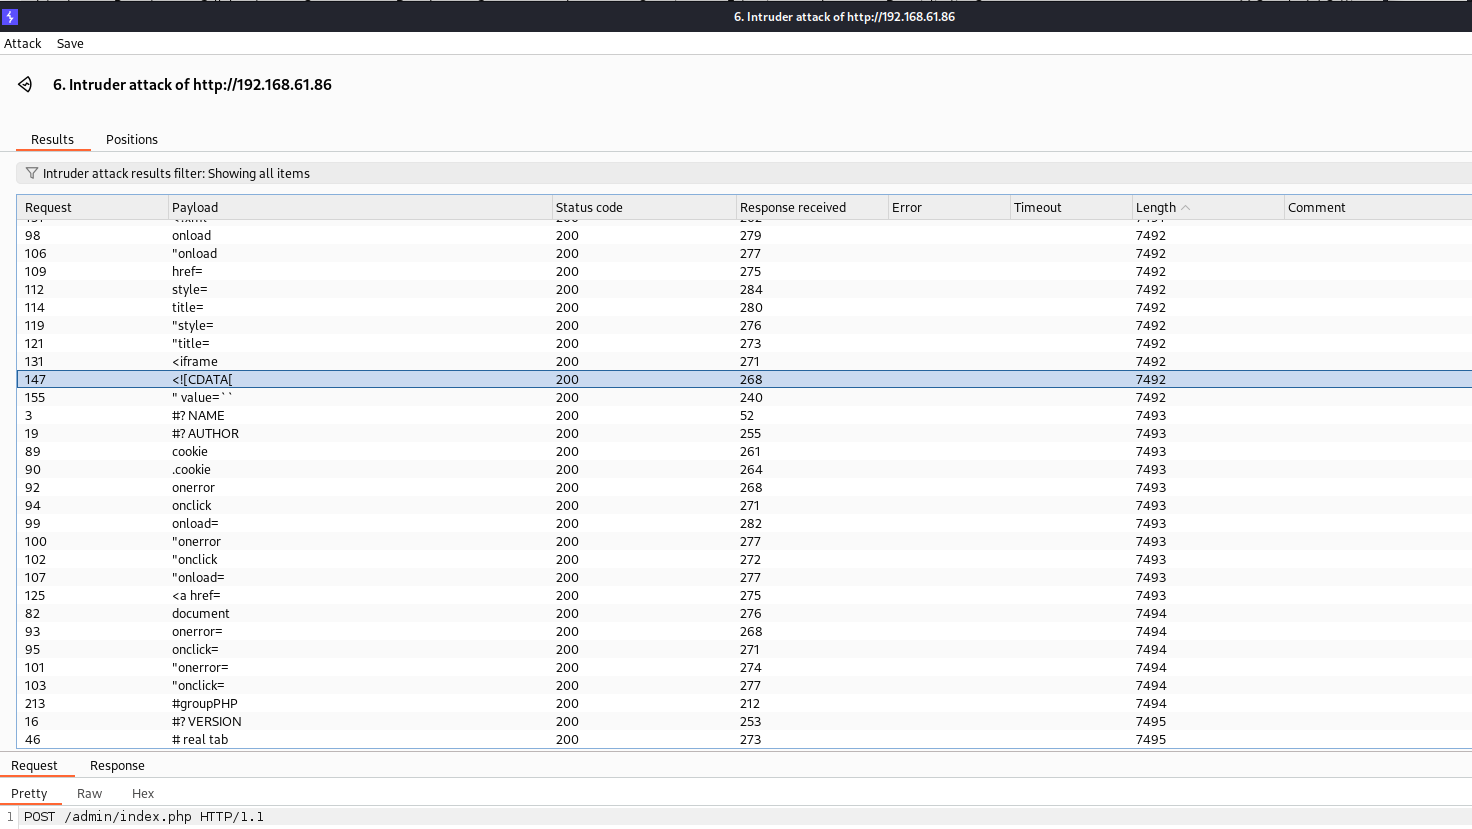 6. Intruder attack of http://192.168.61.86
Attack Save
6. Intruder attack of http://192.168.61.86
Results Positions
Intruder attack results filter: Showing all items
Request Payload Status code Response received Error Timeout Length Comment
98 onload 200 279 7492
106 "onload 200 277 7492
109 href= 200 275 7492
112 style= 200 284 7492
114 title= 200 280 7492
119 "style= 200 276 7492
121 "title= 200 273 7492
131 <iframe 200 271 7492
147 <![CDATA[ 200 268 7492
155 " value=`` 200 240 7492
3 #? NAME 200 52 7493
19 #? AUTHOR 200 255 7493
89 cookie 200 261 7493
90 .cookie 200 264 7493
92 onerror 200 268 7493
94 onclick 200 271 7493
99 onload= 200 282 7493
100 "onerror 200 277 7493
102 "onclick 200 272 7493
107 "onload= 200 277 7493
125 <a href= 200 275 7493
82 document 200 276 7494
93 onerror= 200 268 7494
95 onclick= 200 271 7494
101 "onerror= 200 274 7494
103 "onclick= 200 277 7494
213 #groupPHP 200 212 7494
16 #? VERSION 200 253 7495
46 # real tab 200 273 7495
Request Response
Pretty Raw Hex
1 POST /admin/index.php HTTP/1.1